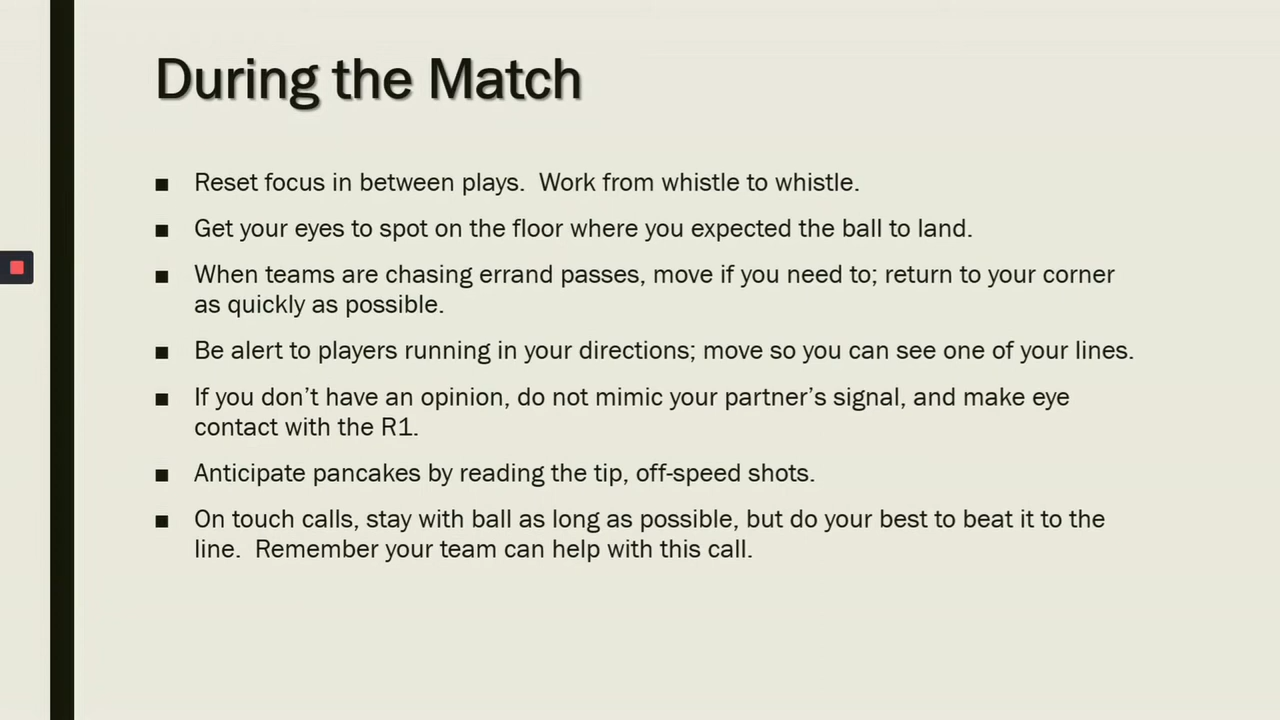 During the Match
■ Reset focus in between plays.  Work from whistle to whistle.
■ Get your eyes to spot on the floor where you expected the ball to land.
■ When teams are chasing errand passes, move if you need to; return to your corner
as quickly as possible.
■ Be alert to players running in your directions; move so you can see one of your lines.
■ If you don’t have an opinion, do not mimic your partner’s signal, and make eye
contact with the R1.
■ Anticipate pancakes by reading the tip, off-speed shots.
■ On touch calls, stay with ball as long as possible, but do your best to beat it to the
line.  Remember your team can help with this call.